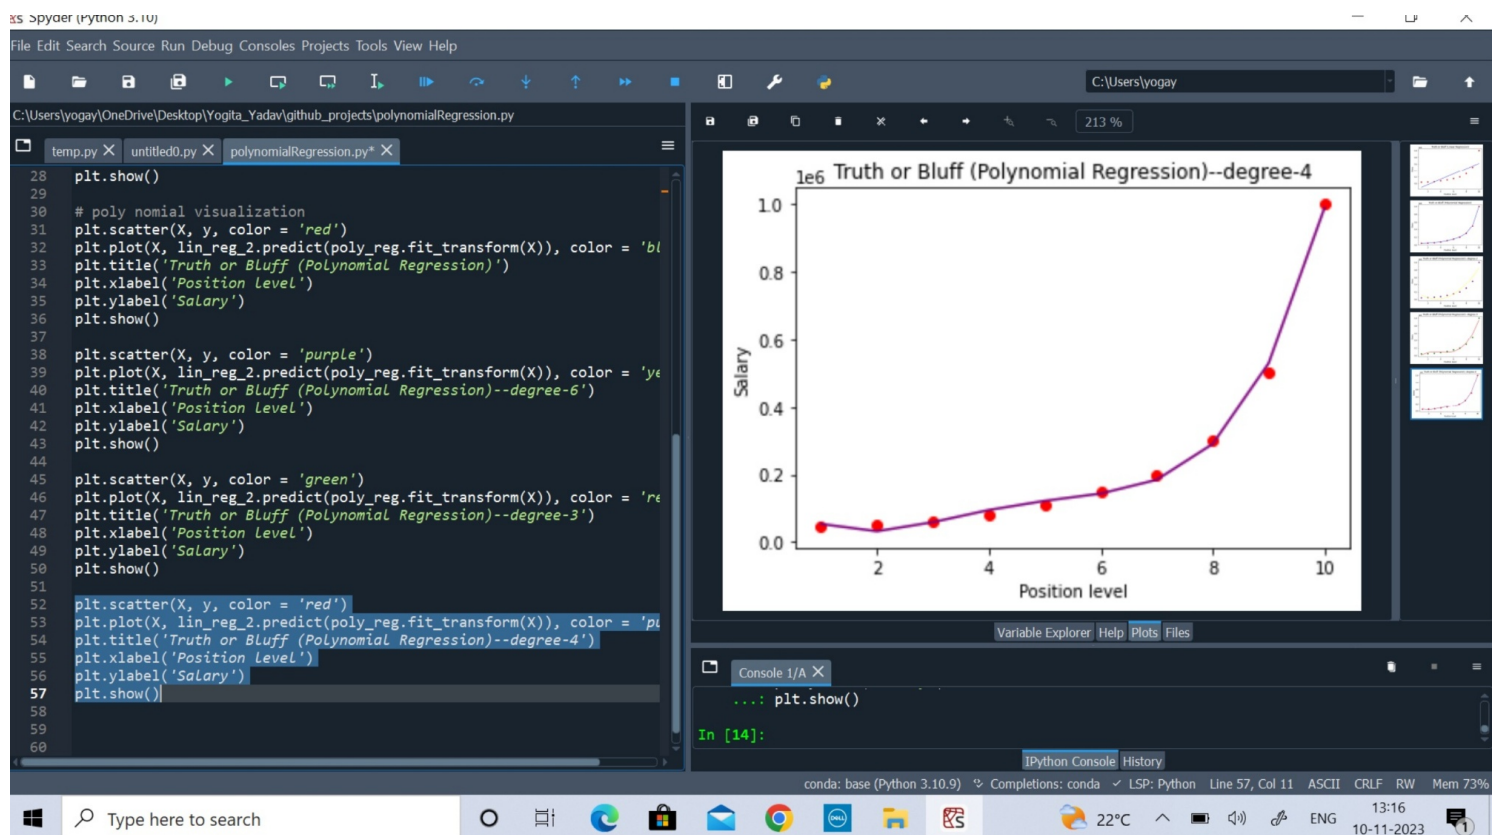 Spyder (Python 3.10)
File Edit Search Source Run Debug Consoles Projects Tools View Help
C:\Users\yogay
C:\Users\yogay\OneDrive\Desktop\Yogita_Yadav\github_projects\polynomialRegression.py
temp.py untitled0.py polynomialRegression.py*
28 plt.show()
29
30 # poly nomial visualization
31 plt.scatter(X, y, color = 'red')
32 plt.plot(X, lin_reg_2.predict(poly_reg.fit_transform(X)), color = 'bl
33 plt.title('Truth or Bluff (Polynomial Regression)')
34 plt.xlabel('Position level')
35 plt.ylabel('Salary')
36 plt.show()
37
38 plt.scatter(X, y, color = 'purple')
39 plt.plot(X, lin_reg_2.predict(poly_reg.fit_transform(X)), color = 'ye
40 plt.title('Truth or Bluff (Polynomial Regression)--degree-6')
41 plt.xlabel('Position level')
42 plt.ylabel('Salary')
43 plt.show()
44
45 plt.scatter(X, y, color = 'green')
46 plt.plot(X, lin_reg_2.predict(poly_reg.fit_transform(X)), color = 're
47 plt.title('Truth or Bluff (Polynomial Regression)--degree-3')
48 plt.xlabel('Position level')
49 plt.ylabel('Salary')
50 plt.show()
51
52 plt.scatter(X, y, color = 'red')
53 plt.plot(X, lin_reg_2.predict(poly_reg.fit_transform(X)), color = 'pu
54 plt.title('Truth or Bluff (Polynomial Regression)--degree-4')
55 plt.xlabel('Position level')
56 plt.ylabel('Salary')
57 plt.show()
58
59
60
213 %
1e6 Truth or Bluff (Polynomial Regression)--degree-4
1.0
0.8
0.6
0.4
0.2
0.0
Salary
2 4 6 8 10
Position level
Variable Explorer Help Plots Files
Console 1/A
...: plt.show()
In [14]:
IPython Console History
conda: base (Python 3.10.9) Completions: conda LSP: Python Line 57, Col 11 ASCII CRLF RW Mem 73%
Type here to search
DELL
22°C ENG
13:16
10-11-2023
1